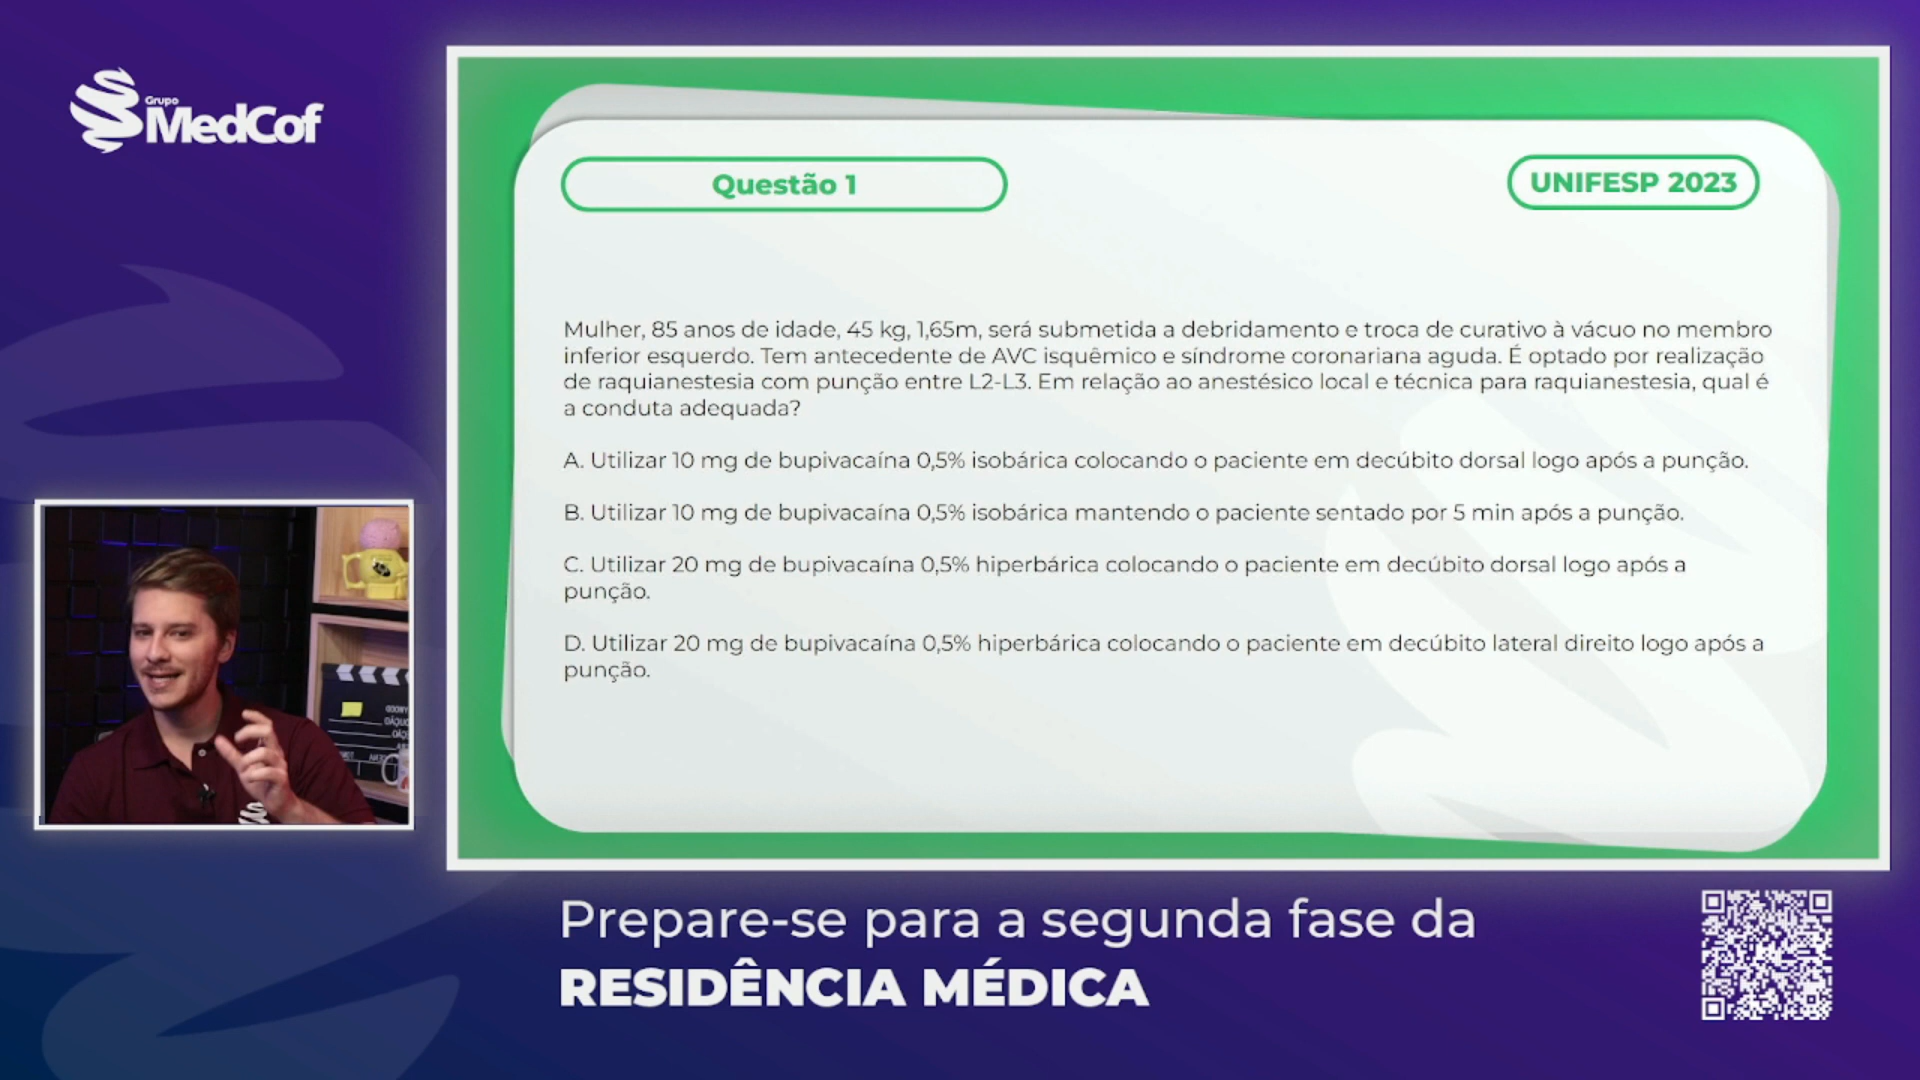 Grupo
MedCof
Questão 1
UNIFESP 2023
Mulher, 85 anos de idade, 45 kg, 1,65m, será submetida a debridamento e troca de curativo à vácuo no membro
inferior esquerdo. Tem antecedente de AVC isquêmico e síndrome coronariana aguda. É optado por realização
de raquianestesia com punção entre L2-L3. Em relação ao anestésico local e técnica para raquianestesia, qual é
a conduta adequada?
A. Utilizar 10 mg de bupivacaína 0,5% isobárica colocando o paciente em decúbito dorsal logo após a punção.
B. Utilizar 10 mg de bupivacaína 0,5% isobárica mantendo o paciente sentado por 5 min após a punção.
C. Utilizar 20 mg de bupivacaína 0,5% hiperbárica colocando o paciente em decúbito dorsal logo após a
punção.
D. Utilizar 20 mg de bupivacaína 0,5% hiperbárica colocando o paciente em decúbito lateral direito logo após a
punção.
Prepare-se para a segunda fase da
RESIDÊNCIA MÉDICA